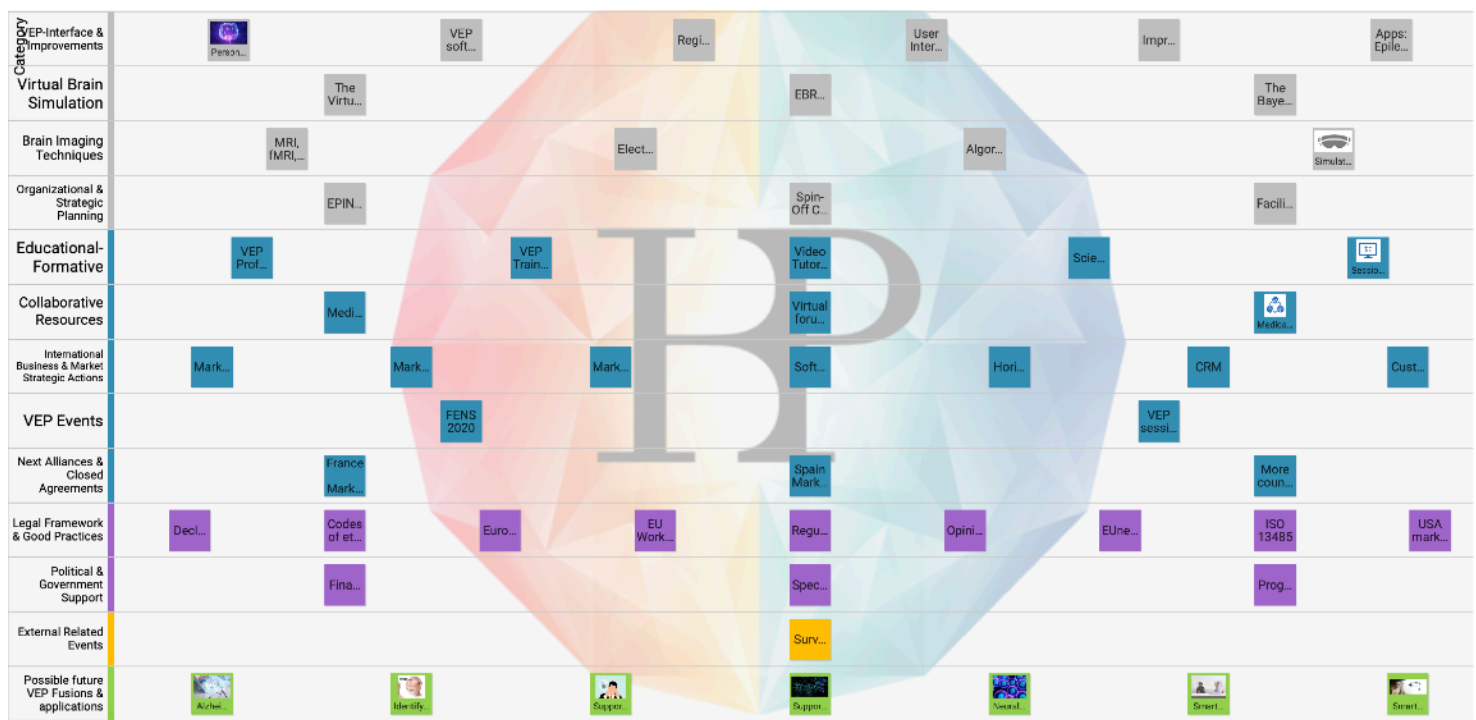 Category
VEP-Interface &
Improvements
Person...
VEP
soft...
Regi...
User
Inter...
Impr...
Apps:
Epile...
Virtual Brain
Simulation
The
Virtu...
EBR...
The
Baye...
Brain Imaging
Techniques
MRI,
fMRI,...
Elect...
Algor...
Simulat...
Organizational &
Strategic
Planning
EPIN...
Spin-
Off C...
Facili...
Educational-
Formative
VEP
Prof...
VEP
Train...
Video
Tutor...
Scie...
Sessio...
Collaborative
Resources
Medi...
Virtual
foru...
Medica...
International
Business & Market
Strategic Actions
Mark...
Mark...
Mark...
Soft...
Hori...
CRM
Cust...
VEP Events
FENS
2020
VEP
sessi...
Next Alliances &
Closed
Agreements
France
Mark...
Spain
Mark...
More
coun...
Legal Framework
& Good Practices
Decl...
Codes
of et...
Euro...
EU
Work...
Regu...
Opini...
EUne...
ISO
13485
USA
mark...
Political &
Government
Support
Fina...
Spec...
Prog...
External Related
Events
Surv...
Possible future
VEP Fusions &
applications
Alzhei...
Identify...
Suppor...
Suppor...
Neural...
Smart...
Smart...
HP